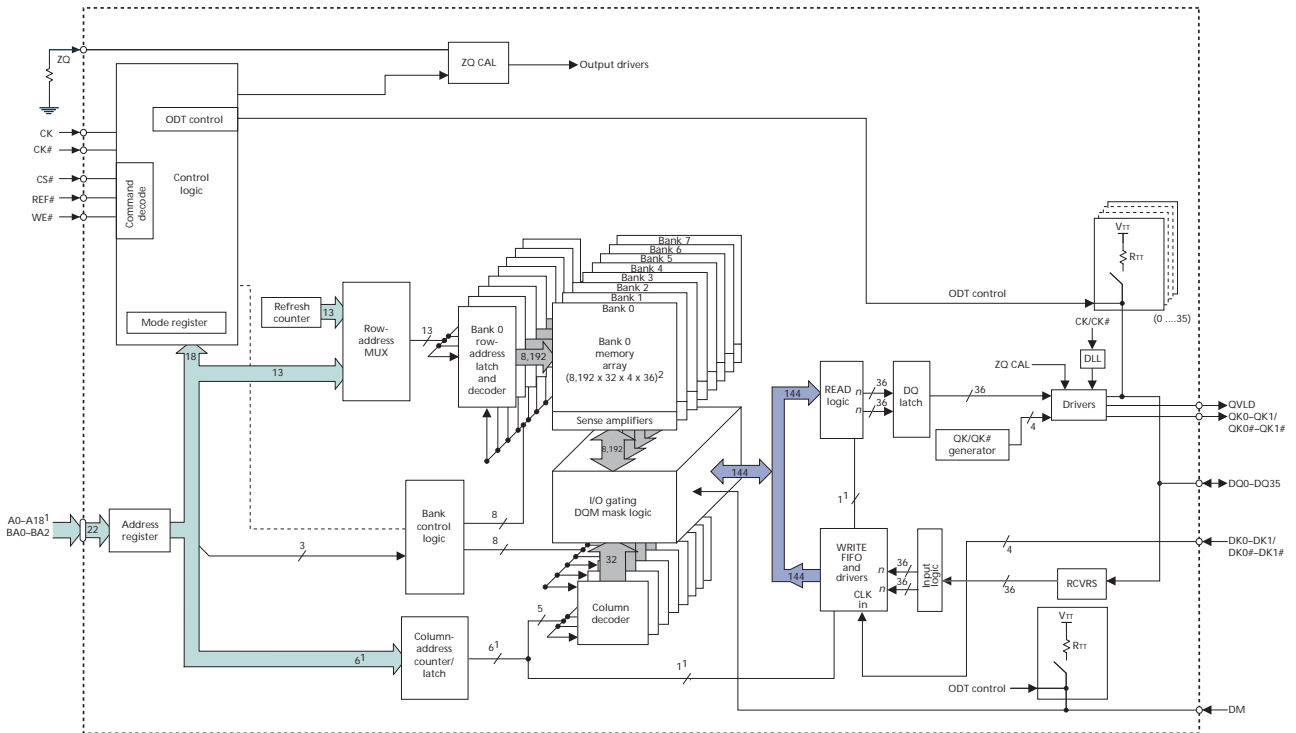 ZQ
ZQ CAL
Output drivers
ODT control
CK
CK#
Control
logic
CS#
REF#
WE#
Command
decode
Mode register
Refresh
counter
13
Row-
address
MUX
13
18
13
Bank 0
row-
address
latch
and
decoder
8,192
Bank 7
Bank 6
Bank 5
Bank 4
Bank 3
Bank 2
Bank 1
Bank 0
Bank 0
memory
array
(8,192 x 32 x 4 x 36)2
Sense amplifiers
8,192
I/O gating
DQM mask logic
32
Column
decoder
5
Bank
control
logic
8
8
3
A0–A181
BA0–BA2
22
Address
register
61
Column-
address
counter/
latch
61
11
144
144
144
READ
logic
n
n
36
36
DQ
latch
36
11
QK/QK#
generator
4
ZQ CAL
CK/CK#
DLL
Drivers
ODT control
VTT
RTT
(0 ....35)
QVLD
QK0–QK1/
QK0#–QK1#
DQ0–DQ35
DK0–DK1/
DK0#–DK1#
4
WRITE
FIFO
and
drivers
CLK
in
n
n
36
36
Input
logic
36
RCVRS
VTT
RTT
ODT control
DM